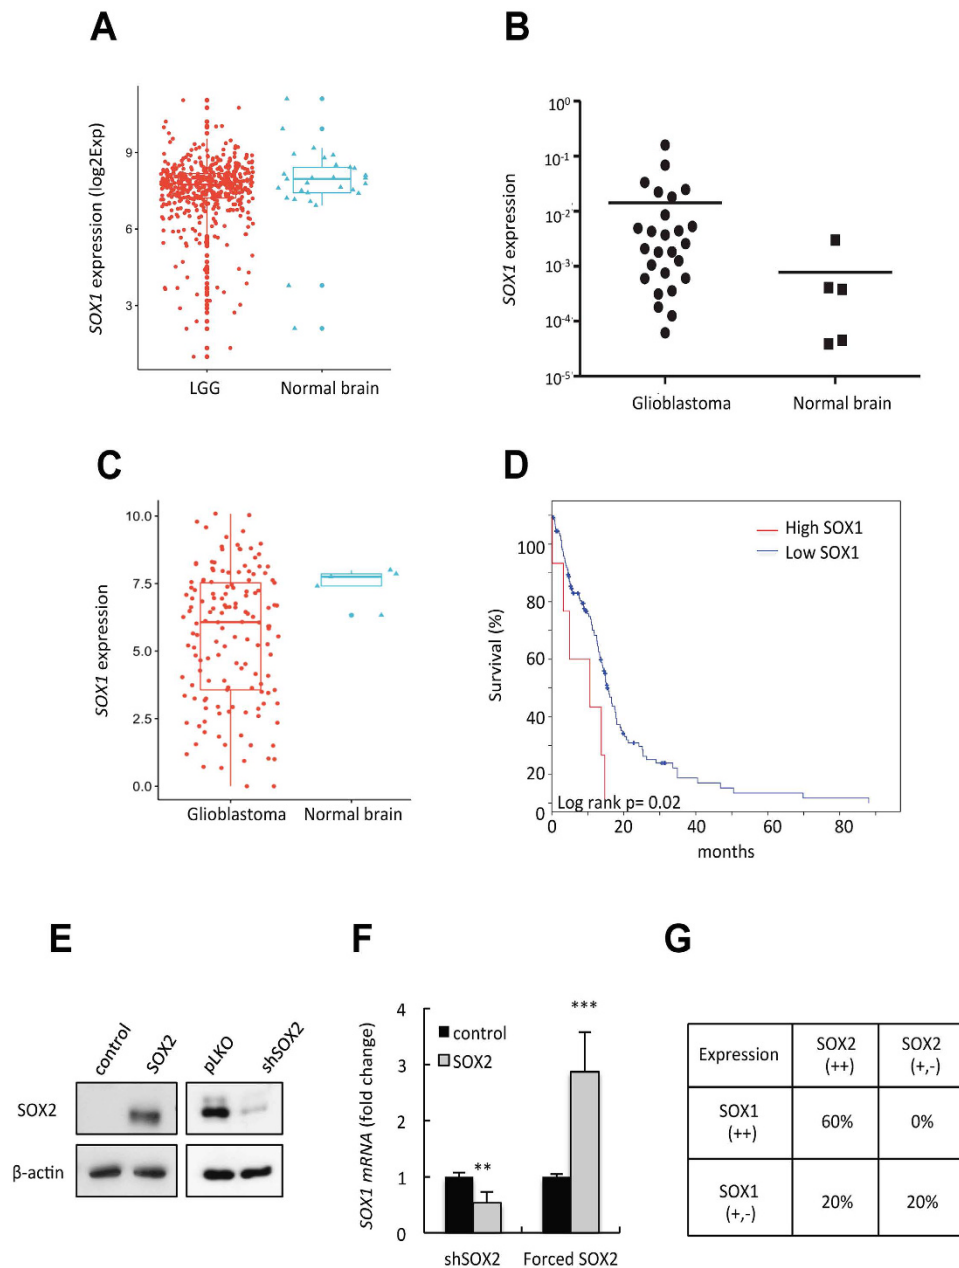 A
SOX1 expression (log2Exp)
9
6
3
LGG
Normal brain
B
SOX1 expression
10^0
10^-1
10^-2
10^-3
10^-4
10^-5
Glioblastoma
Normal brain
C
SOX1 expression
10.0
7.5
5.0
2.5
0.0
Glioblastoma
Normal brain
D
Survival (%)
100
80
60
40
20
0
High SOX1
Low SOX1
Log rank p= 0.02
0 20 40 60 80
months
E
control
SOX2
pLKO
shSOX2
SOX2
β-actin
F
SOX1 mRNA (fold change)
4
3
2
1
0
control
SOX2
**
***
shSOX2
Forced SOX2
G
Expression
SOX2
(++)
SOX2
(+,-)
SOX1
(++)
60%
0%
SOX1
(+,-)
20%
20%